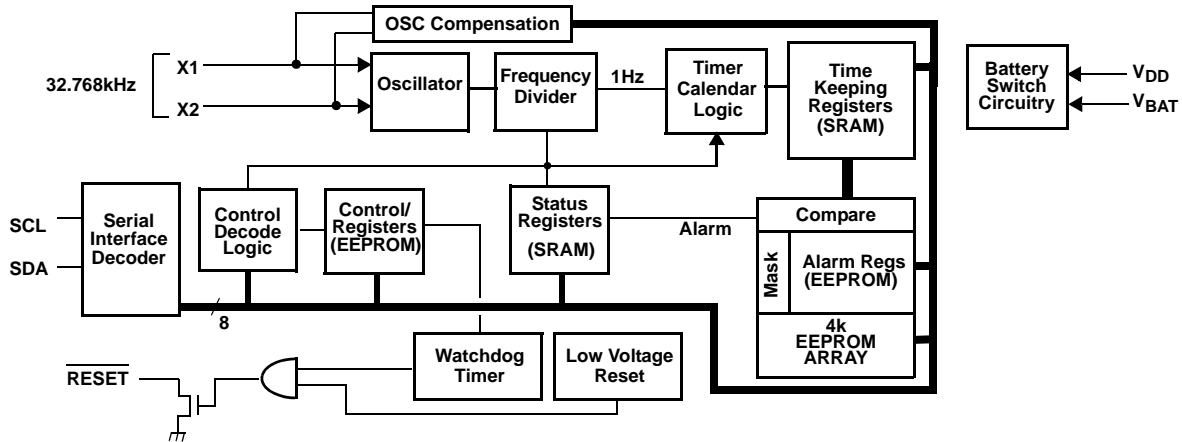 OSC Compensation
32.768kHz
X1
X2
Oscillator
Frequency
Divider
1Hz
Timer
Calendar
Logic
Time
Keeping
Registers
(SRAM)
Battery
Switch
Circuitry
VDD
VBAT
SCL
SDA
Serial
Interface
Decoder
Control
Decode
Logic
Control/
Registers
(EEPROM)
Status
Registers
(SRAM)
Alarm
Compare
Mask
Alarm Regs
(EEPROM)
4k
EEPROM
ARRAY
8
RESET
Watchdog
Timer
Low Voltage
Reset